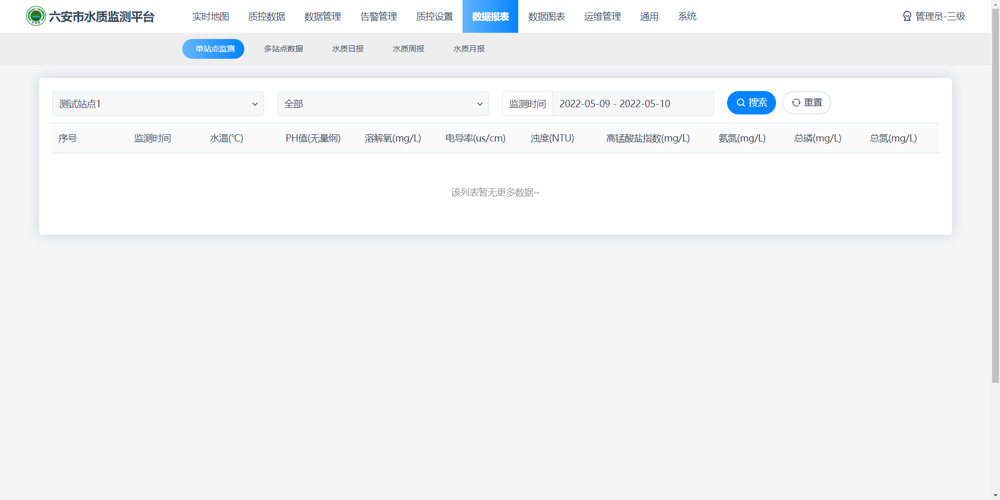 六安市水质监测平台 实时地图 质控数据 数据管理 告警管理 质控设置 数据报表 数据图表 运维管理 通用 系统 管理员-三级
单站点监测 多站点数据 水质日报 水质周报 水质月报
测试站点1 全部 监测时间 2022-05-09 - 2022-05-10 搜索 重置
序号 监测时间 水温(℃) PH值(无量纲) 溶解氧(mg/L) 电导率(us/cm) 浊度(NTU) 高锰酸盐指数(mg/L) 氨氮(mg/L) 总磷(mg/L) 总氮(mg/L)
该列表暂无更多数据~